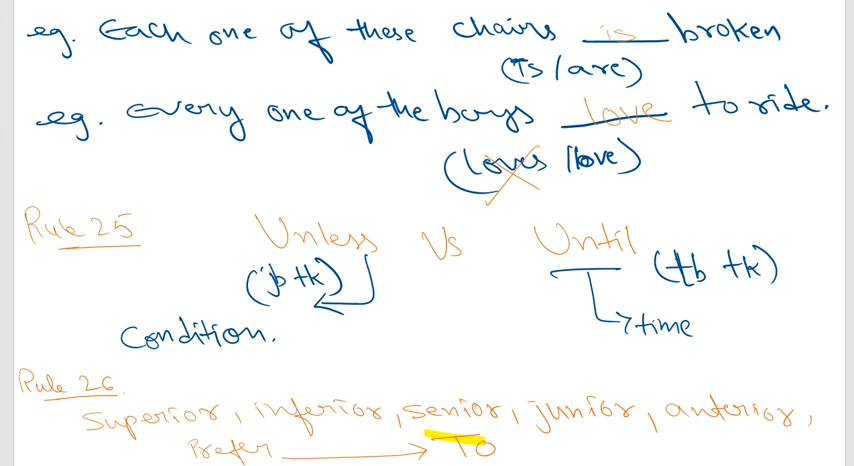 eg. Each one of these chairs is broken
(Is/are)
eg. Every one of the boys love to ride.
(loves/love)
Rule 25 Unless Vs Until
(jb tk) (tb tk)
Condition. time
Rule 26
Superior, inferior, senior, junior, anterior,
Prefer → To